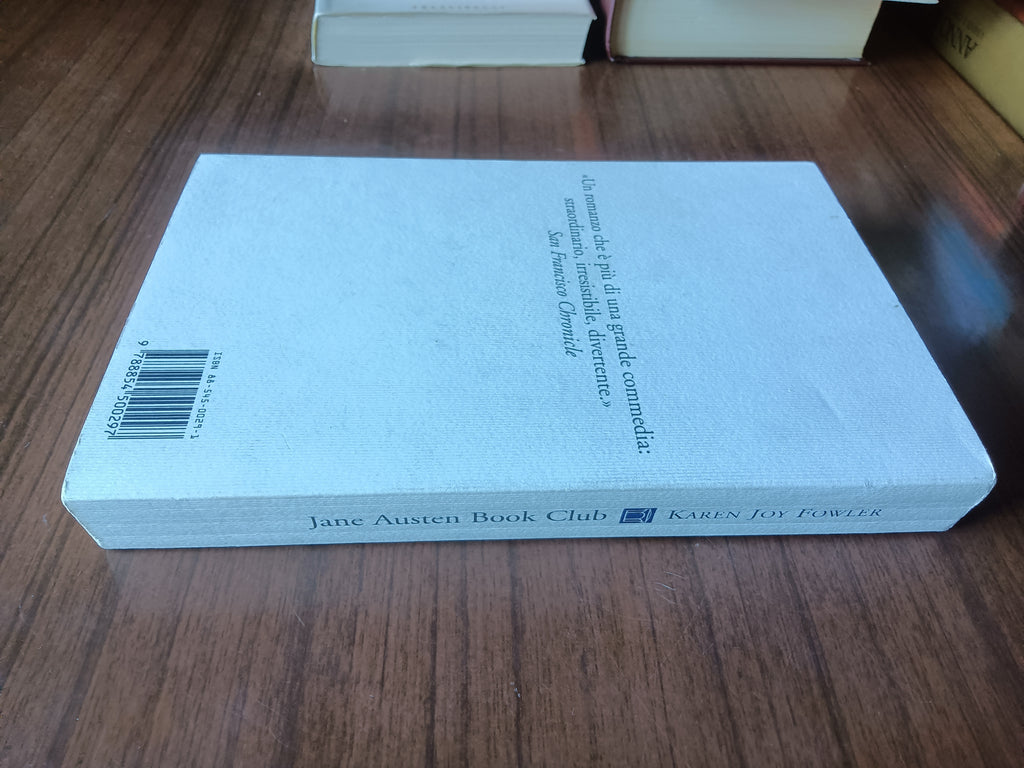 «Un romanzo che è più di una grande commedia:
straordinario, irresistibile, divertente.»
San Francisco Chronicle
ISBN 88-545-0029-1
9 788854 500297
Jane Austen Book Club KAREN JOY FOWLER